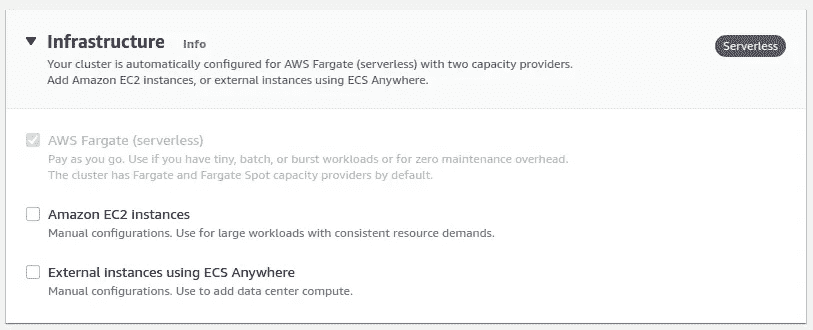 Infrastructure Info
Serverless
Your cluster is automatically configured for AWS Fargate (serverless) with two capacity providers.
Add Amazon EC2 instances, or external instances using ECS Anywhere.
AWS Fargate (serverless)
Pay as you go. Use if you have tiny, batch, or burst workloads or for zero maintenance overhead.
The cluster has Fargate and Fargate Spot capacity providers by default.
Amazon EC2 instances
Manual configurations. Use for large workloads with consistent resource demands.
External instances using ECS Anywhere
Manual configurations. Use to add data center compute.